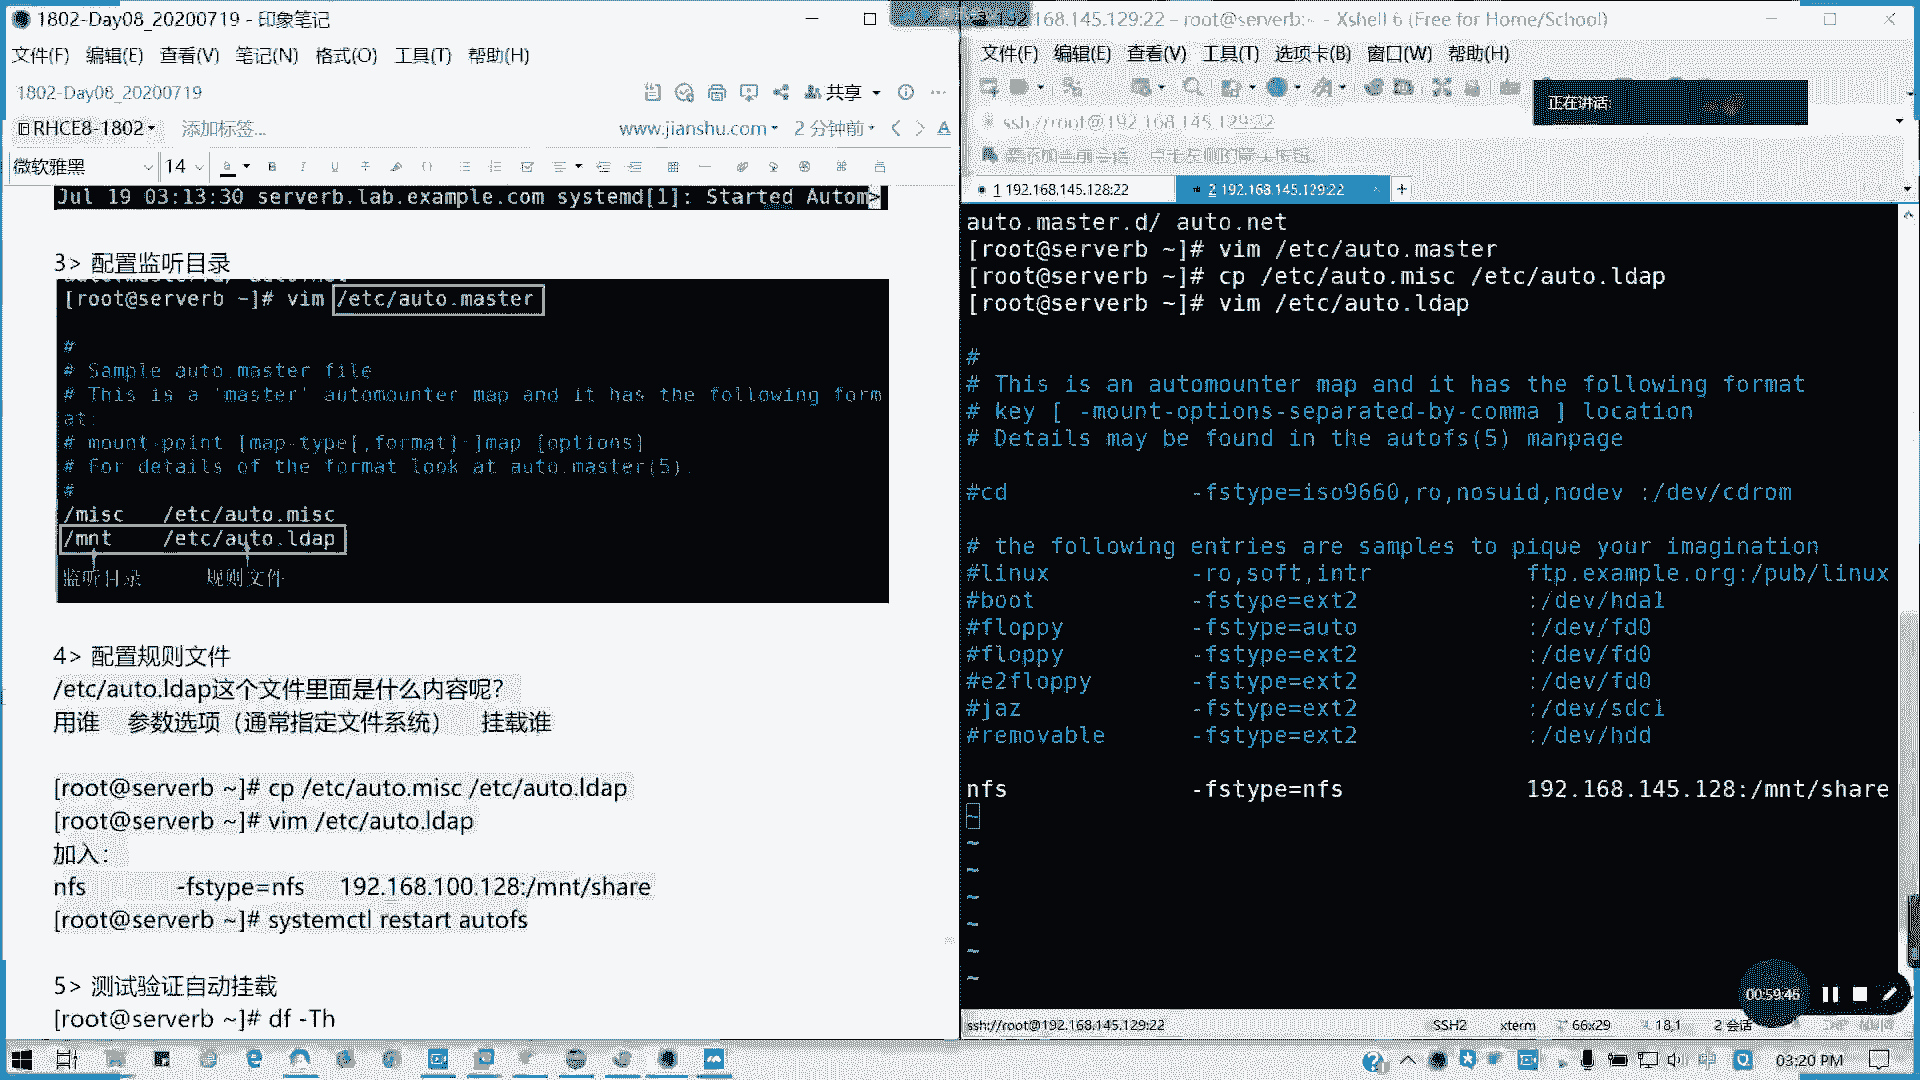 1802-Day08_20200719 - 印象笔记
文件(F) 编辑(E) 查看(V) 笔记(N) 格式(O) 工具(T) 帮助(H)
1802-Day08_20200719
共享
RHCE8-1802 添加标签...
www.jianshu.com 2 分钟前
微软雅黑 14
Jul 19 03:13:30 serverb.lab.example.com systemd[1]: Started Autom>
3> 配置监听目录
[root@serverb ~]# vim /etc/auto.master
#
# Sample auto.master file
# This is a 'master' automounter map and it has the following form
at:
# mount-point [map-type[,format]:]map [options]
# For details of the format look at auto.master(5).
#
/misc /etc/auto.misc
/mnt /etc/auto.ldap
监听目录 规则文件
4> 配置规则文件
/etc/auto.ldap这个文件里面是什么内容呢？
用谁 参数选项（通常指定文件系统） 挂载谁
[root@serverb ~]# cp /etc/auto.misc /etc/auto.ldap
[root@serverb ~]# vim /etc/auto.ldap
加入：
nfs -fstype=nfs 192.168.100.128:/mnt/share
[root@serverb ~]# systemctl restart autofs
5> 测试验证自动挂载
[root@serverb ~]# df -Th
192.168.145.129:22 - root@serverb:~ - Xshell 6 (Free for Home/School)
文件(F) 编辑(E) 查看(V) 工具(T) 选项卡(B) 窗口(W) 帮助(H)
正在讲话:
ssh://root@192.168.145.129:22
1 192.168.145.128:22 2 192.168.145.129:22 +
auto.master.d/ auto.net
[root@serverb ~]# vim /etc/auto.master
[root@serverb ~]# cp /etc/auto.misc /etc/auto.ldap
[root@serverb ~]# vim /etc/auto.ldap
#
# This is an automounter map and it has the following format
# key [ -mount-options-separated-by-comma ] location
# Details may be found in the autofs(5) manpage
#cd -fstype=iso9660,ro,nosuid,nodev :/dev/cdrom
# the following entries are samples to pique your imagination
#linux -ro,soft,intr ftp.example.org:/pub/linux
#boot -fstype=ext2 :/dev/hda1
#floppy -fstype=auto :/dev/fd0
#floppy -fstype=ext2 :/dev/fd0
#e2floppy -fstype=ext2 :/dev/fd0
#jaz -fstype=ext2 :/dev/sdc1
#removable -fstype=ext2 :/dev/hdd
nfs -fstype=nfs 192.168.145.128:/mnt/share
~
~
~
~
~
~
~
00:59:45
ssh://root@192.168.145.129:22 SSH2 xterm 66x29 18,1 2 会话
中 03:20 PM